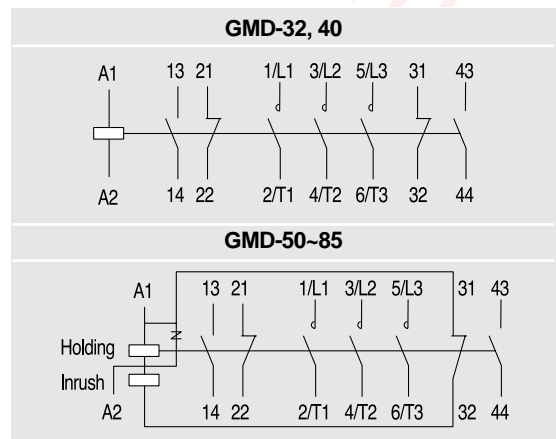 GMD-32, 40
A1 13 21 1/L1 3/L2 5/L3 31 43
A2 14 22 2/T1 4/T2 6/T3 32 44
GMD-50~85
A1 13 21 1/L1 3/L2 5/L3 31 43
Holding
Inrush
A2 14 22 2/T1 4/T2 6/T3 32 44